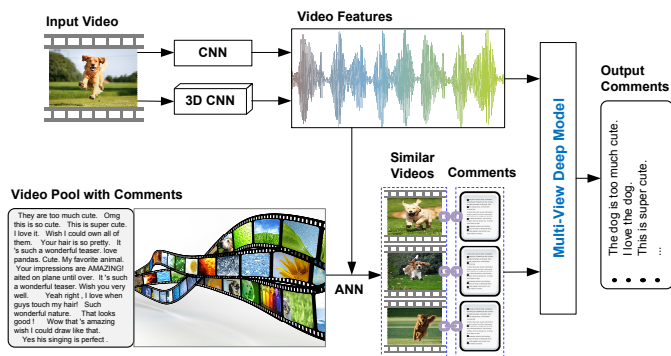 Input Video
Video Features
CNN
3D CNN
Multi-View Deep Model
Output
Comments
The dog is too much cute.
I love the dog.
This is super cute.
...
Similar
Videos
Comments
Video Pool with Comments
They are too much cute. Omg
this is so cute. This is super cute.
I love it. Wish I could own all of
them. Your hair is so pretty. It
's such a wonderful teaser. love
pandas. Cute. My favorite animal.
Your impressions are AMAZING!
aited on plane until over. It 's such
a wonderful teaser. Wish you very
well. Yeah right , I love when
guys touch my hair! Such
wonderful nature. That looks
good ! Wow that 's amazing
wish I could draw like that.
Yes his singing is perfect .
ANN